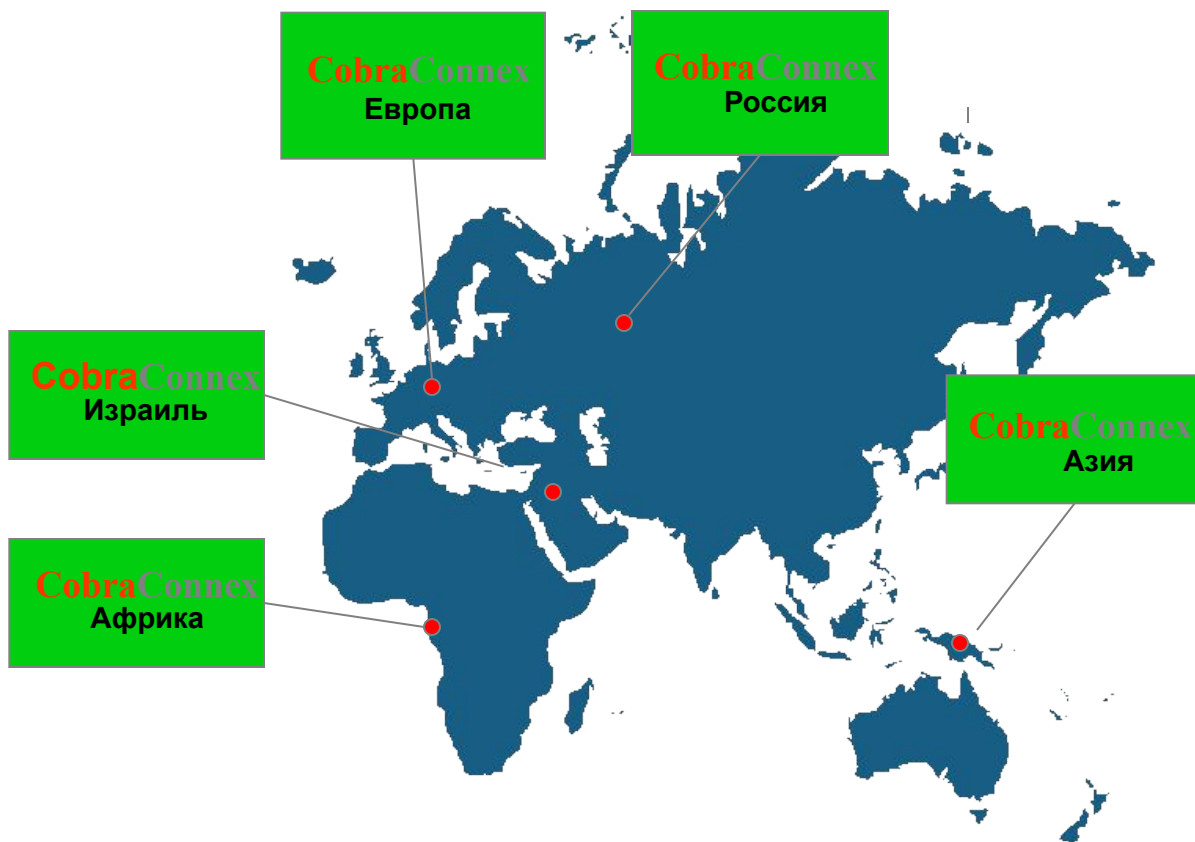 CobraConnex
Европа
CobraConnex
Россия
CobraConnex
Израиль
CobraConnex
Азия
CobraConnex
Африка